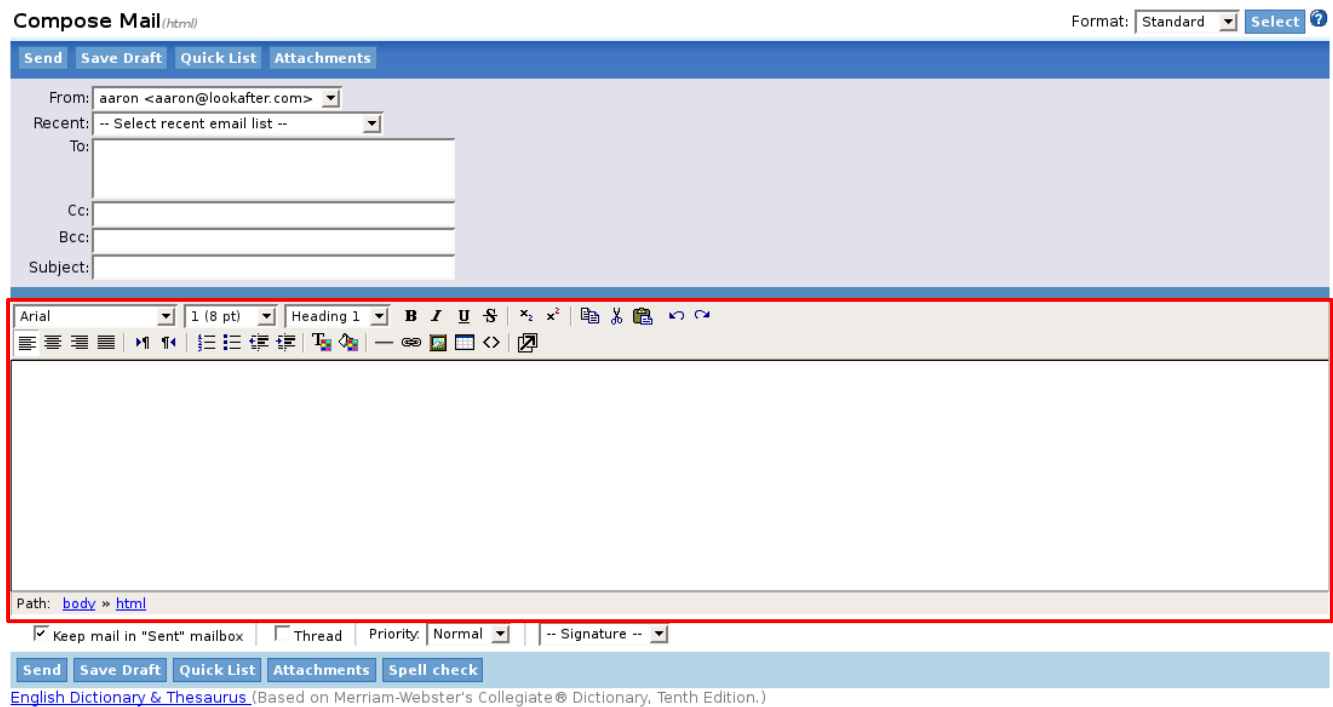 Compose Mail(html) Format: Standard Select ?
Send Save Draft Quick List Attachments
From: aaron <aaron@lookafter.com>
Recent: -- Select recent email list --
To:
Cc:
Bcc:
Subject:
Arial 1 (8 pt) Heading 1 B I U S ×₂ ×²
Path: body » html
Keep mail in "Sent" mailbox Thread Priority: Normal -- Signature --
Send Save Draft Quick List Attachments Spell check
English Dictionary & Thesaurus (Based on Merriam-Webster's Collegiate® Dictionary, Tenth Edition.)